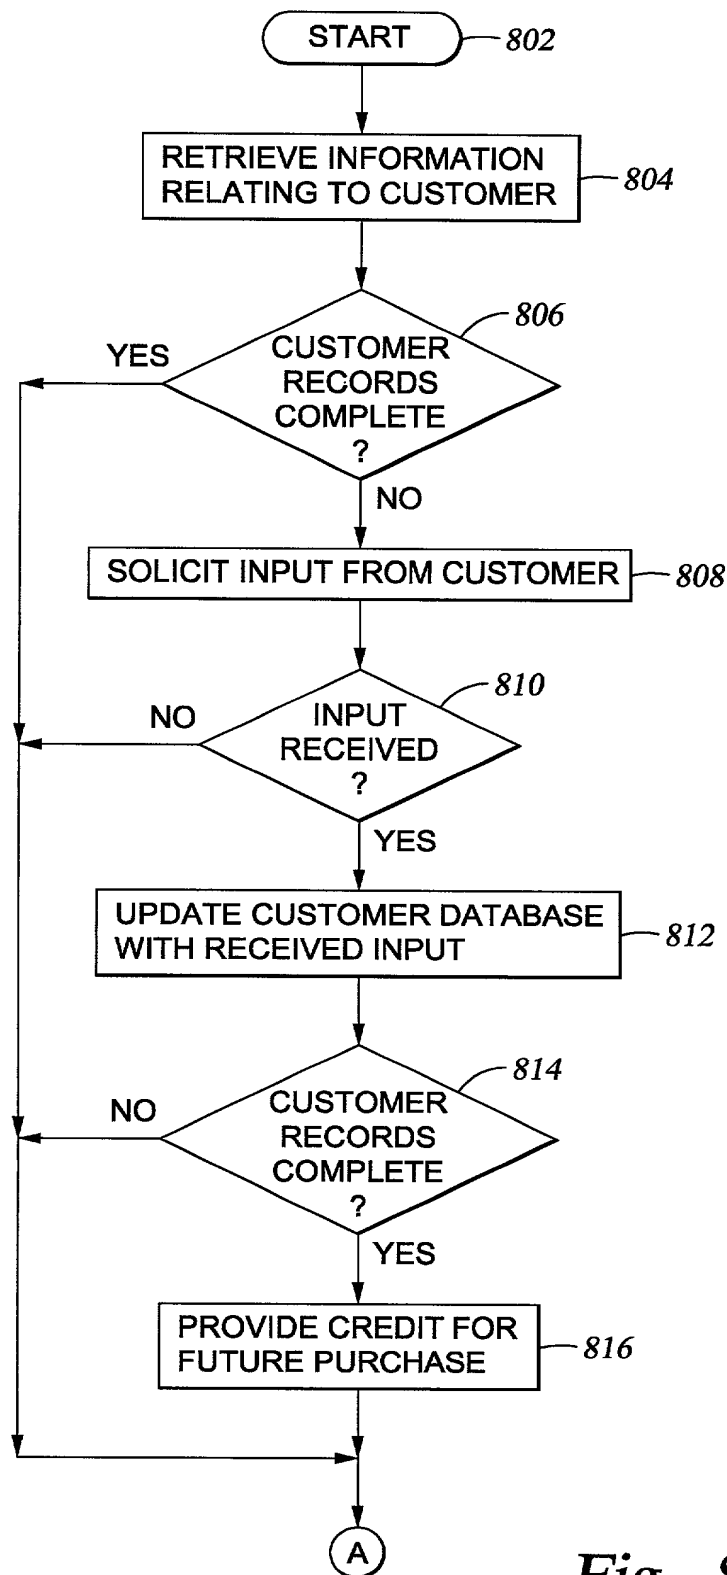 START
802
RETRIEVE INFORMATION
RELATING TO CUSTOMER
804
806
CUSTOMER
RECORDS
COMPLETE
?
YES
NO
SOLICIT INPUT FROM CUSTOMER
808
810
INPUT
RECEIVED
?
NO
YES
UPDATE CUSTOMER DATABASE
WITH RECEIVED INPUT
812
814
CUSTOMER
RECORDS
COMPLETE
?
NO
YES
PROVIDE CREDIT FOR
FUTURE PURCHASE
816
A
Fig.